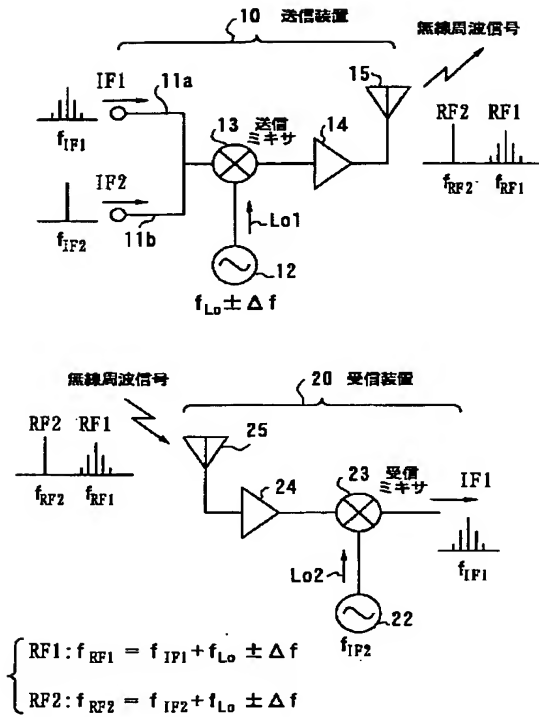 10 送信装置
無線周波信号
IF1
11a
15
f_IF1
13
送信
ミキサ
14
RF2 RF1
IF2
Lo1
f_RF2 f_RF1
f_IF2
11b
12
f_Lo ± Δf
無線周波信号
20 受信装置
RF2 RF1
25
24
23
受信
ミキサ
IF1
f_RF2 f_RF1
Lo2
f_IF1
22
f_IF2
RF1: f_RF1 = f_IF1 + f_Lo ± Δf
RF2: f_RF2 = f_IF2 + f_Lo ± Δf